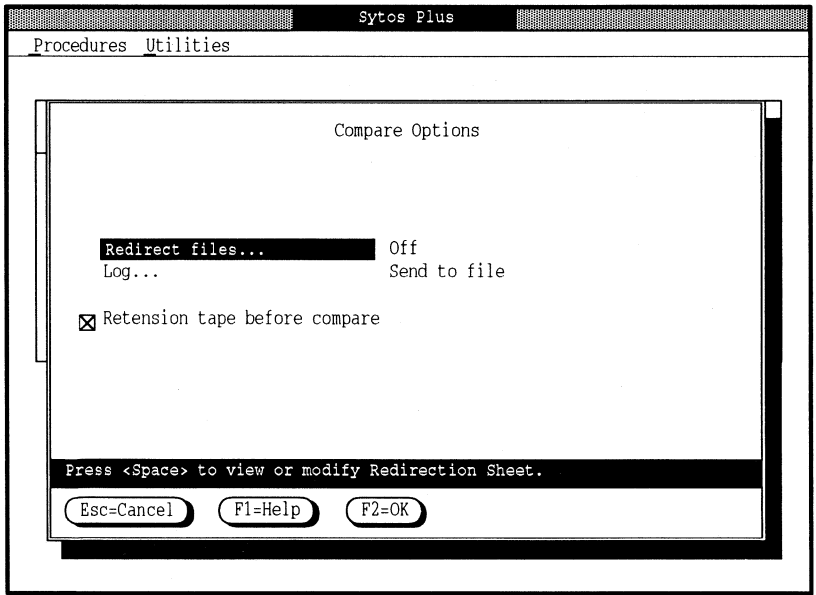 Sytos Plus
Procedures Utilities
Compare Options
Redirect files... Off
Log... Send to file
Retension tape before compare
Press <Space> to view or modify Redirection Sheet.
Esc=Cancel F1=Help F2=OK